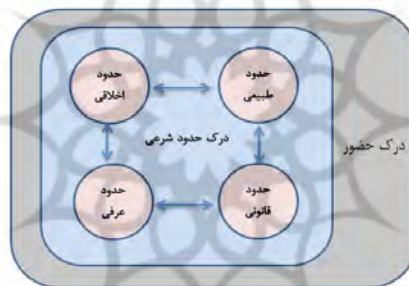 حدود
طبیعی
حدود
اخلاقی
درک حضور
درک حدود شرعی
حدود
قانونی
حدود
عرفی